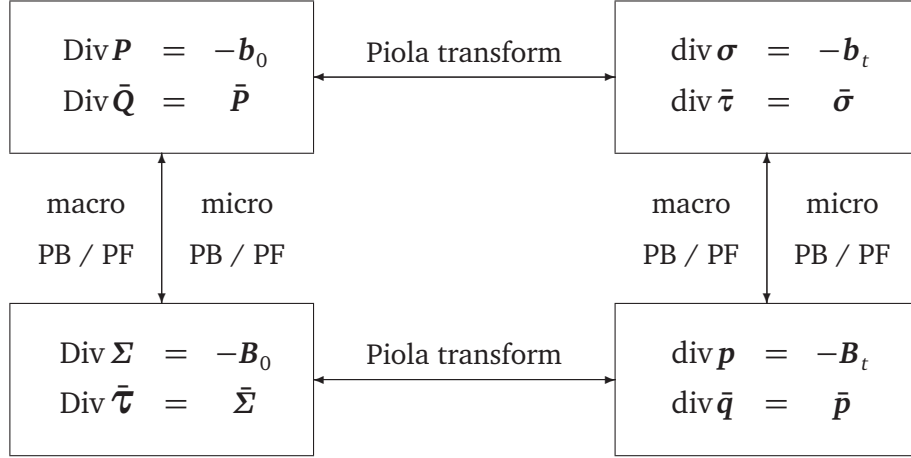 Div P = −b₀
Div Q̄ = P̄
Piola transform
div σ = −bₜ
div τ̄ = σ̄
macro micro
PB / PF PB / PF
macro micro
PB / PF PB / PF
Div Σ = −B₀
Div 𝝉̄ = Σ̄
Piola transform
div p = −Bₜ
div q̄ = p̄